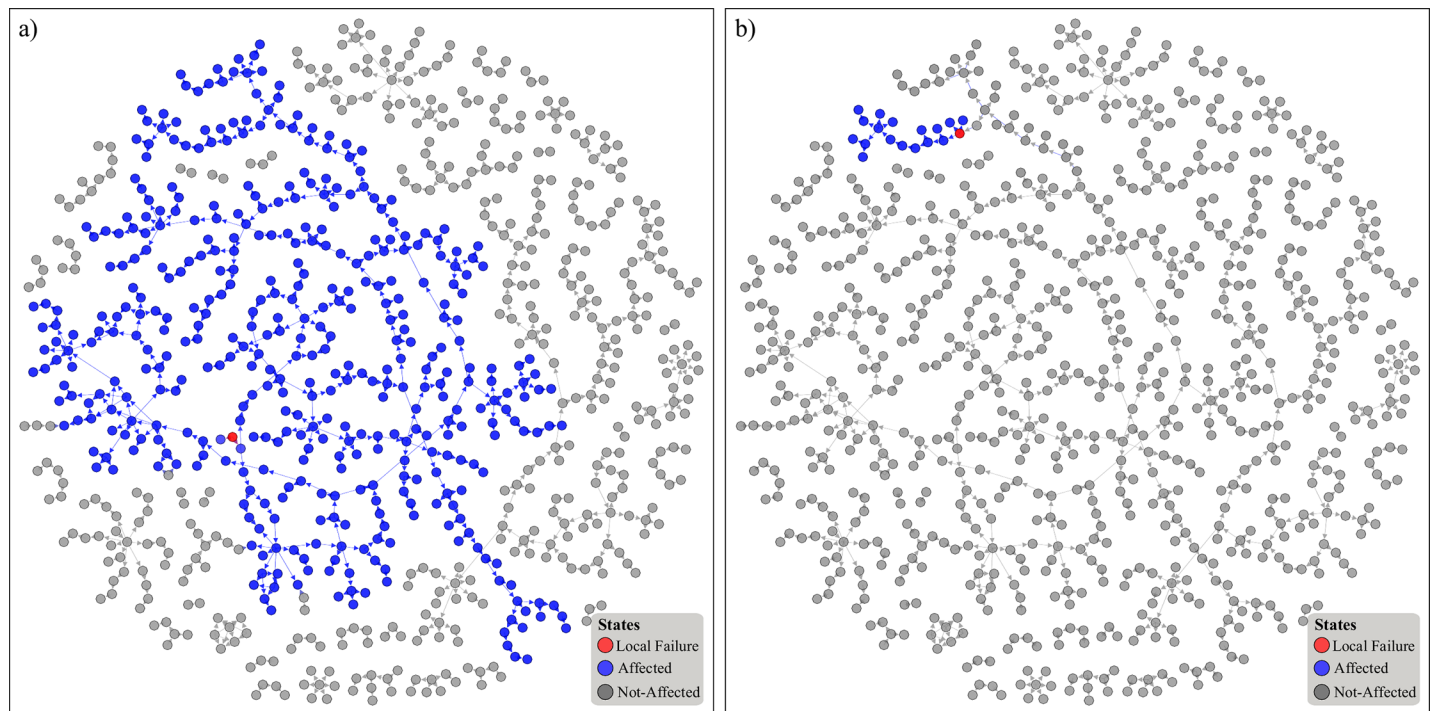 a)
States
Local Failure
Affected
Not-Affected
b)
States
Local Failure
Affected
Not-Affected